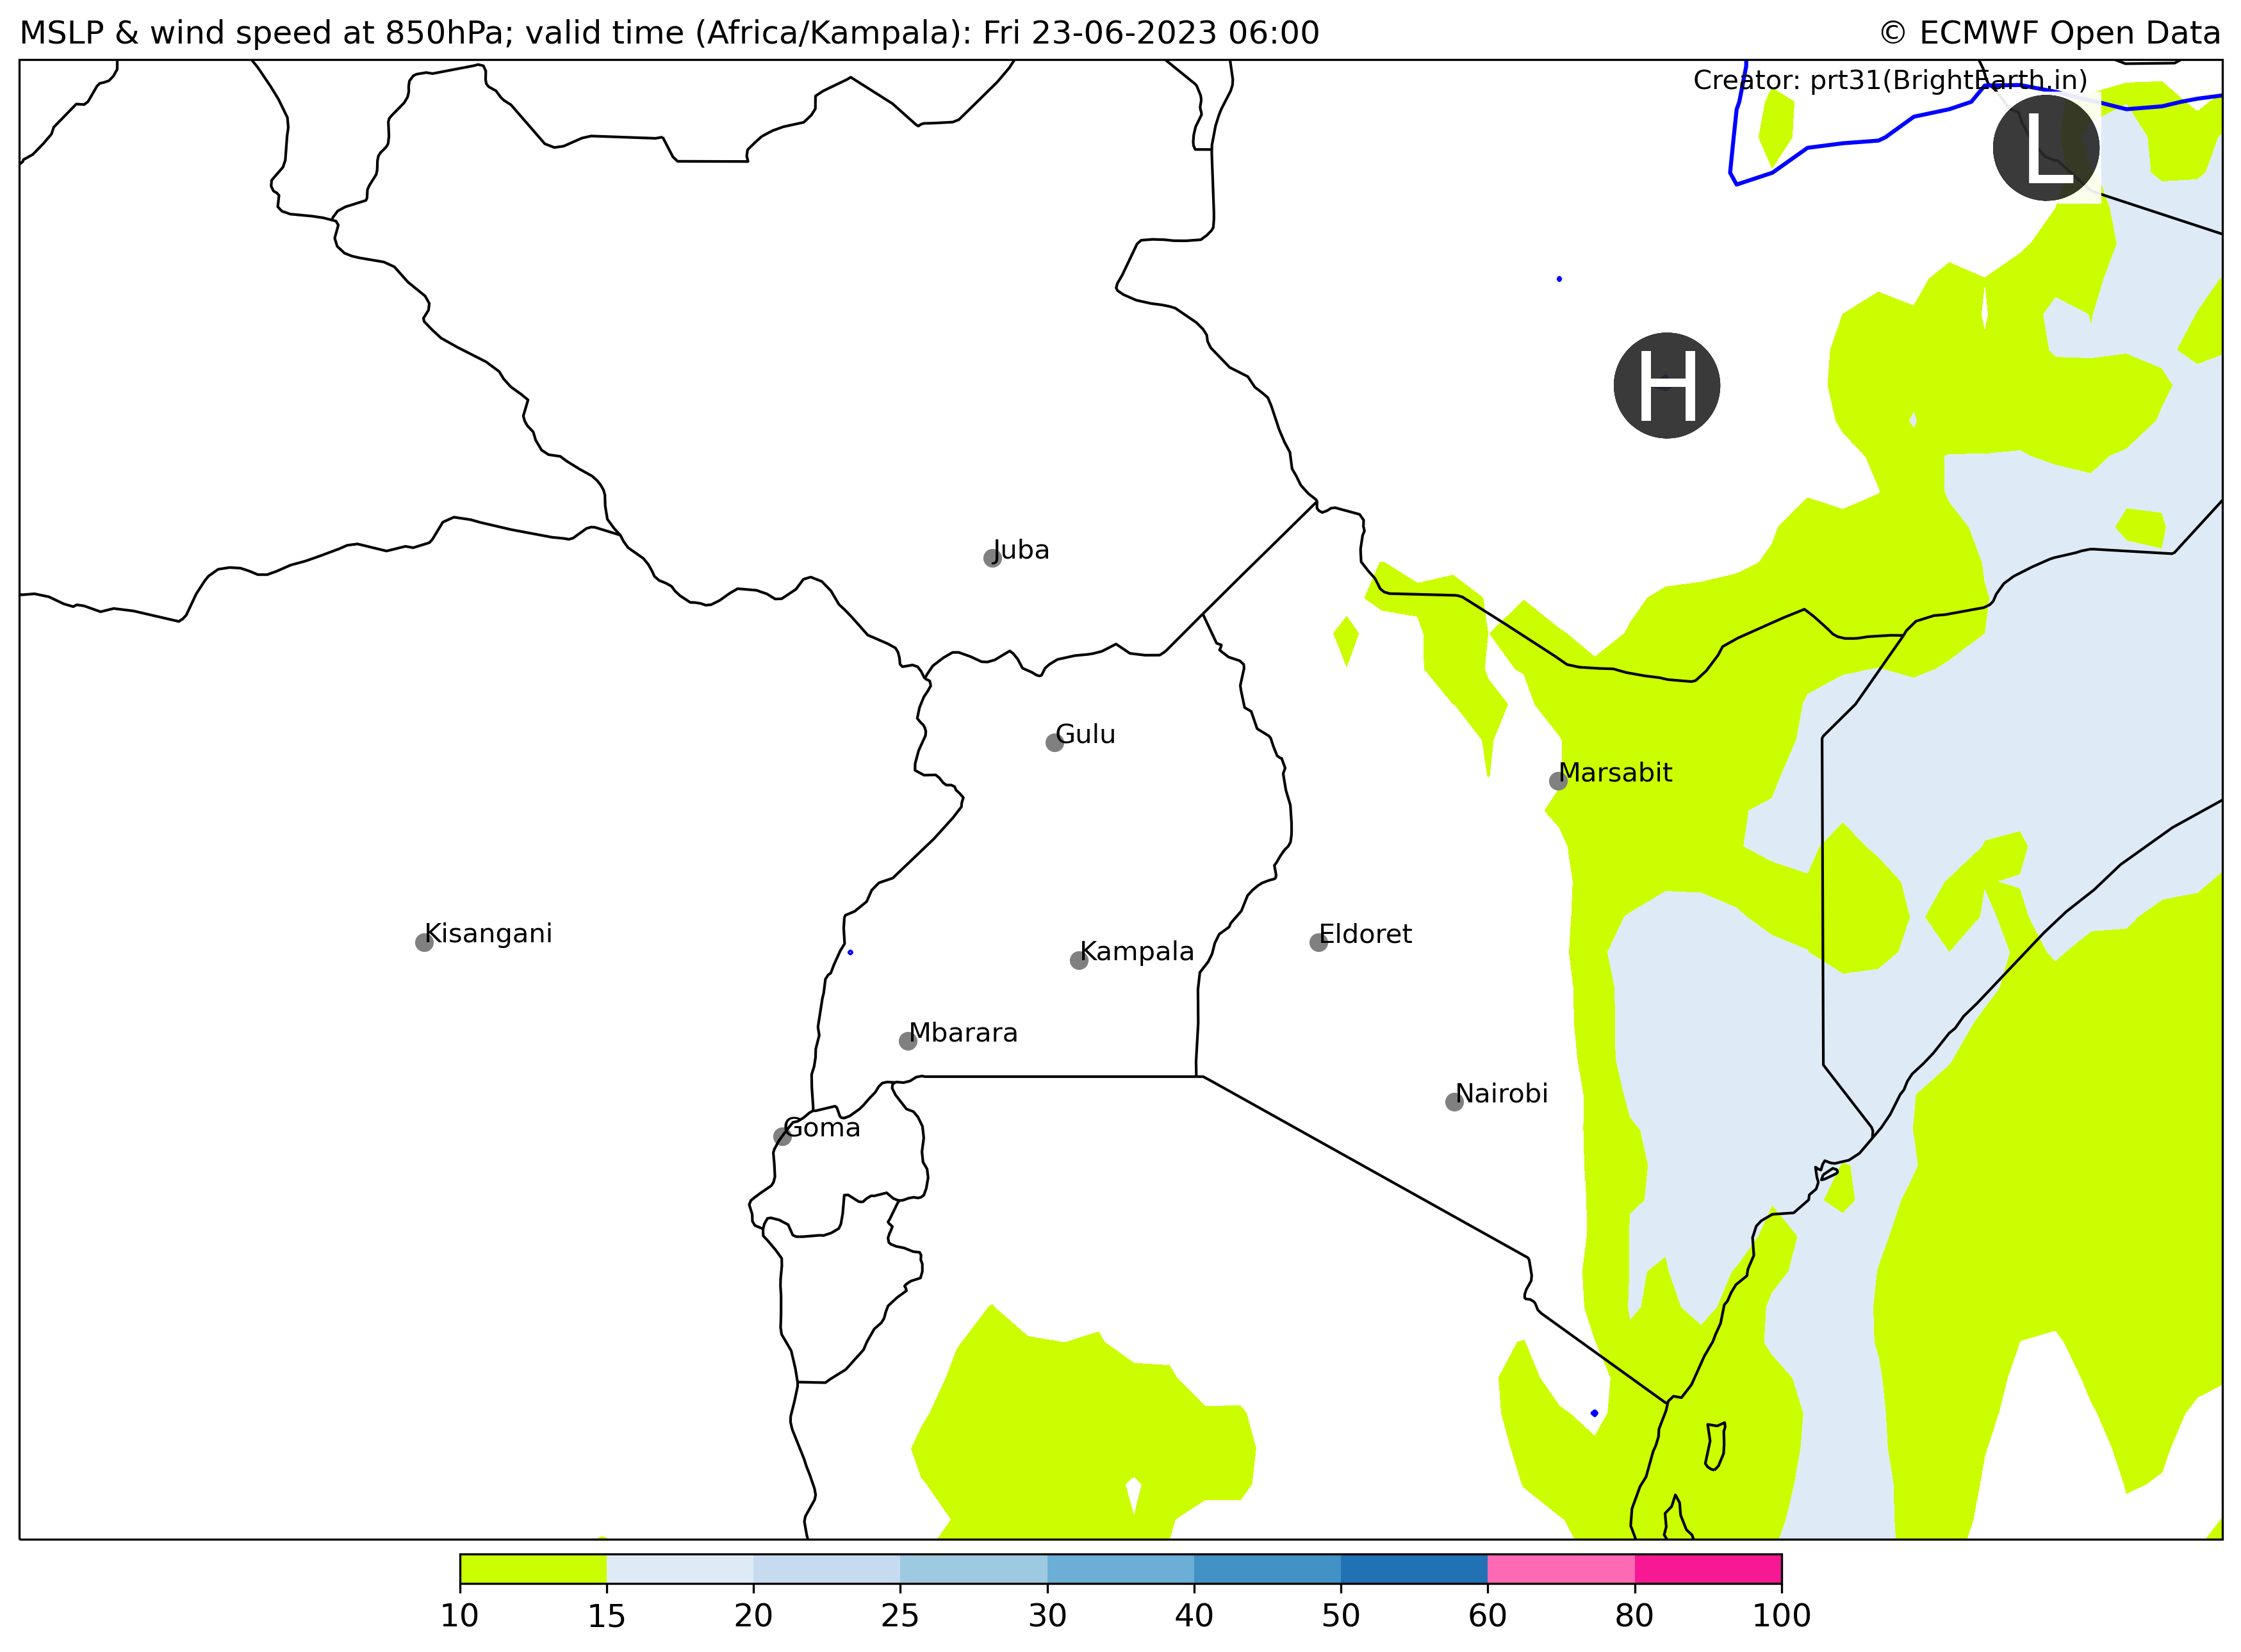 MSLP & wind speed at 850hPa; valid time (Africa/Kampala): Fri 23-06-2023 06:00
© ECMWF Open Data
Creator: prt31(BrightEarth.in)
L
H
Juba
Gulu
Marsabit
Kisangani
Eldoret
Kampala
Mbarara
Nairobi
Goma
10 15 20 25 30 40 50 60 80 100